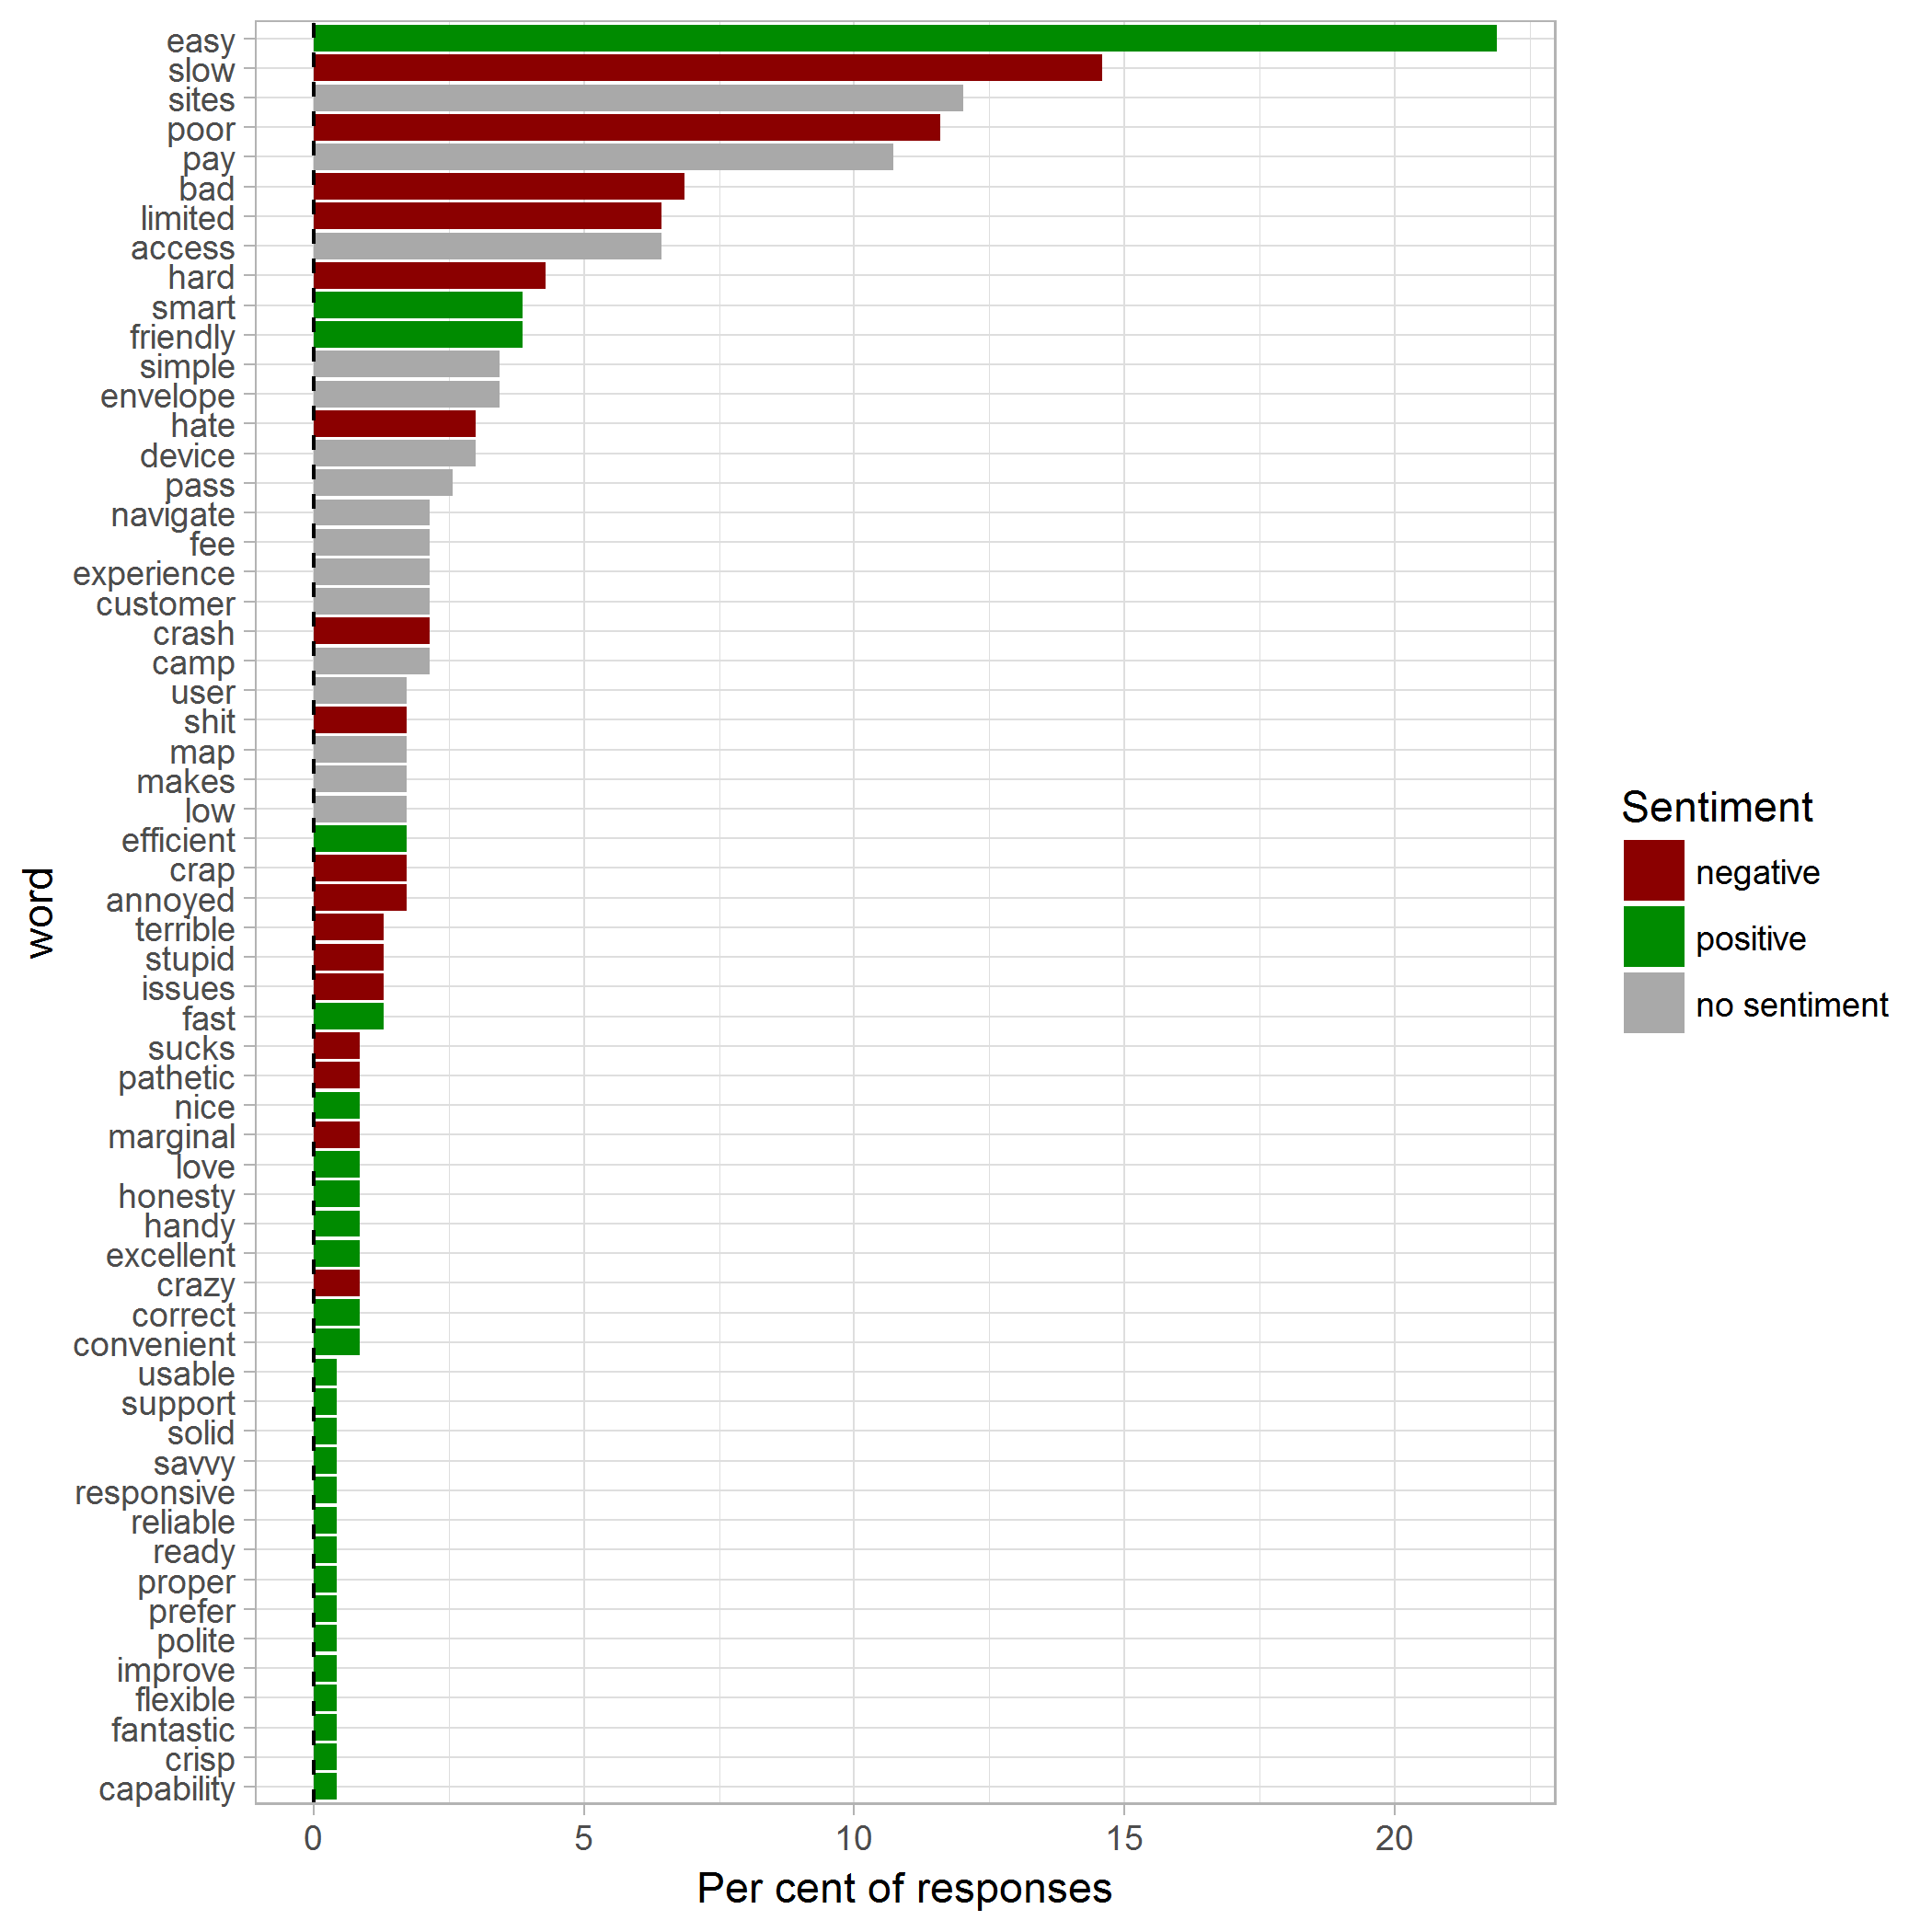 easy
slow
sites
poor
pay
bad
limited
access
hard
smart
friendly
simple
envelope
hate
device
pass
navigate
fee
experience
customer
crash
camp
user
shit
map
makes
low
efficient
crap
annoyed
terrible
stupid
issues
fast
sucks
pathetic
nice
marginal
love
honesty
handy
excellent
crazy
correct
convenient
usable
support
solid
savvy
responsive
reliable
ready
proper
prefer
polite
improve
flexible
fantastic
crisp
capability
word
0 5 10 15 20
Per cent of responses
Sentiment
negative
positive
no sentiment